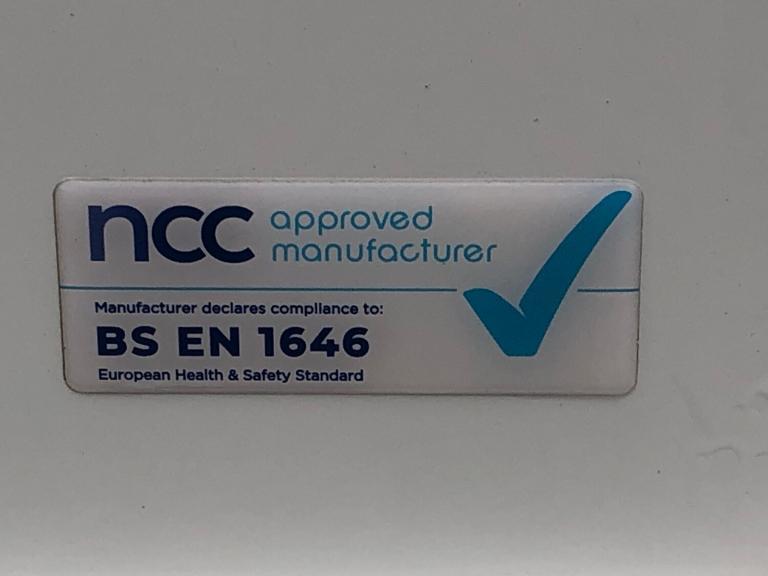 ncc approved
manufacturer
Manufacturer declares compliance to:
BS EN 1646
European Health & Safety Standard